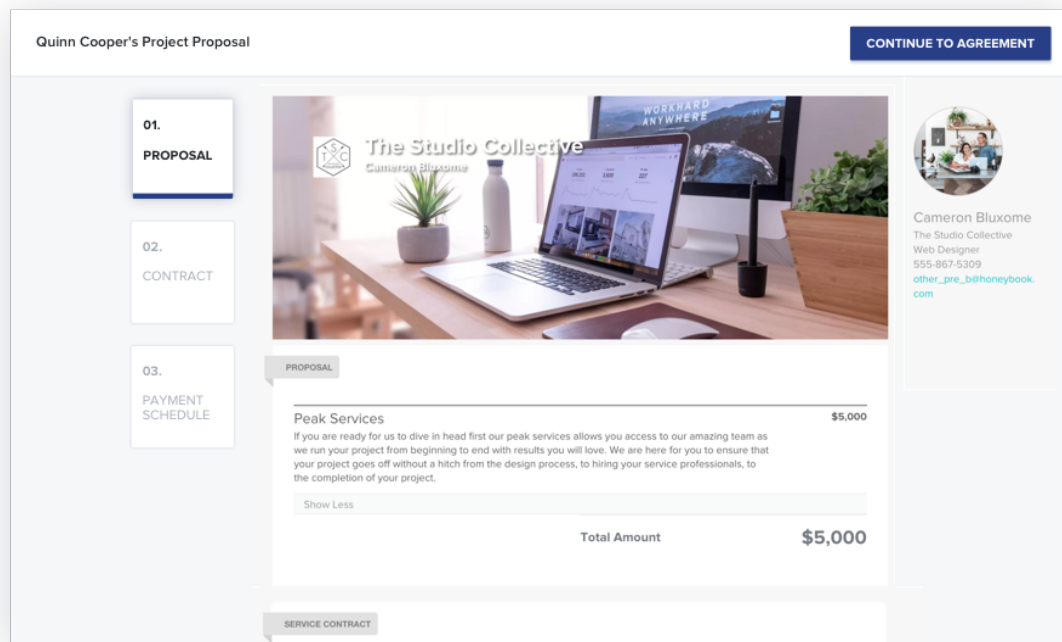 Quinn Cooper's Project Proposal
CONTINUE TO AGREEMENT
01.
PROPOSAL
02.
CONTRACT
03.
PAYMENT
SCHEDULE
WORKHARD
ANYWHERE
S
T C
The Studio Collective
Cameron Bluxome
Cameron Bluxome
The Studio Collective
Web Designer
555-867-5309
other_pre_b@honeybook.
com
PROPOSAL
Peak Services
$5,000
If you are ready for us to dive in head first our peak services allows you access to our amazing team as
we run your project from beginning to end with results you will love. We are here for you to ensure that
your project goes off without a hitch from the design process, to hiring your service professionals, to
the completion of your project.
Show Less
Total Amount
$5,000
SERVICE CONTRACT